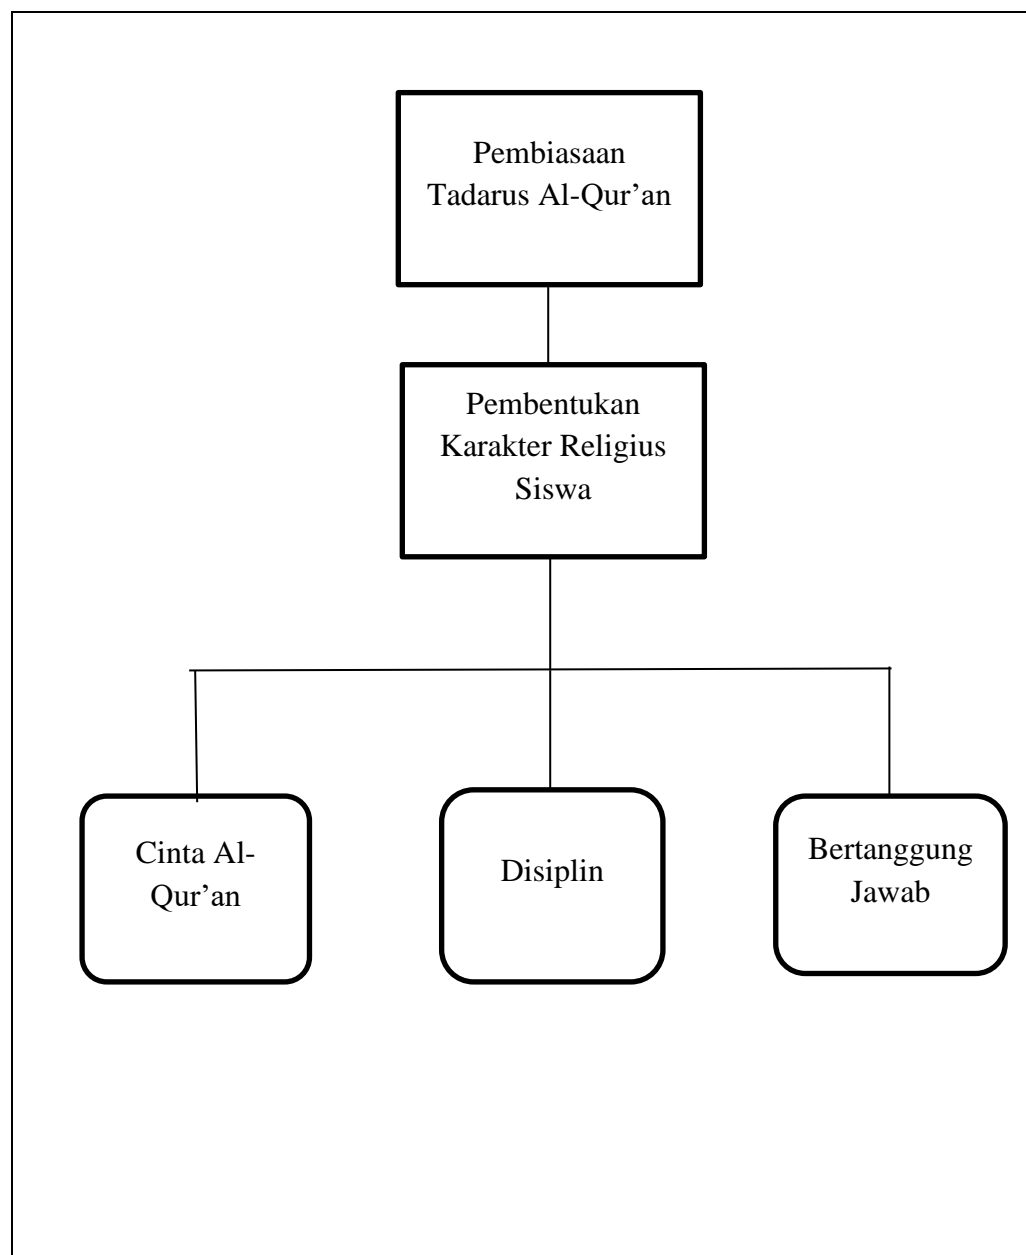 Pembiasaan
Tadarus Al-Qur’an
Pembentukan
Karakter Religius
Siswa
Cinta Al-
Qur’an
Disiplin
Bertanggung
Jawab